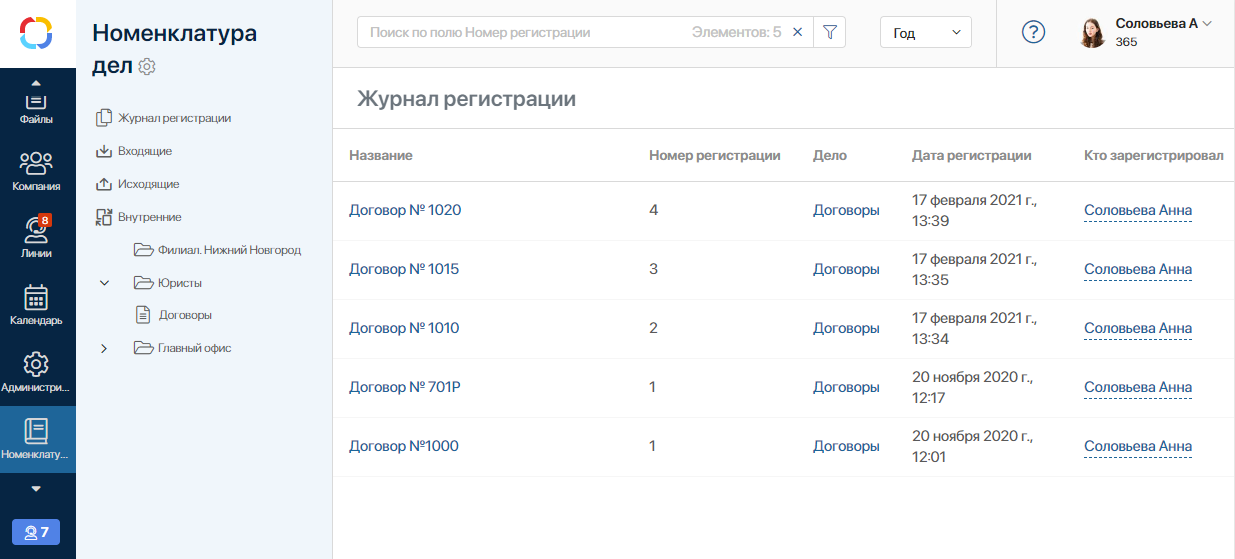 Файлы
Компания
8
Линии
Календарь
Администри...
Номенклату...
7
Номенклатура
дел
Журнал регистрации
Входящие
Исходящие
Внутренние
Филиал. Нижний Новгород
Юристы
Договоры
Главный офис
Поиск по полю Номер регистрации Элементов: 5
Год
Соловьева А
365
Журнал регистрации
Название Номер регистрации Дело Дата регистрации Кто зарегистрировал
Договор № 1020 4 Договоры 17 февраля 2021 г., 13:39 Соловьева Анна
Договор № 1015 3 Договоры 17 февраля 2021 г., 13:35 Соловьева Анна
Договор № 1010 2 Договоры 17 февраля 2021 г., 13:34 Соловьева Анна
Договор № 701Р 1 Договоры 20 ноября 2020 г., 12:17 Соловьева Анна
Договор №1000 1 Договоры 20 ноября 2020 г., 12:01 Соловьева Анна